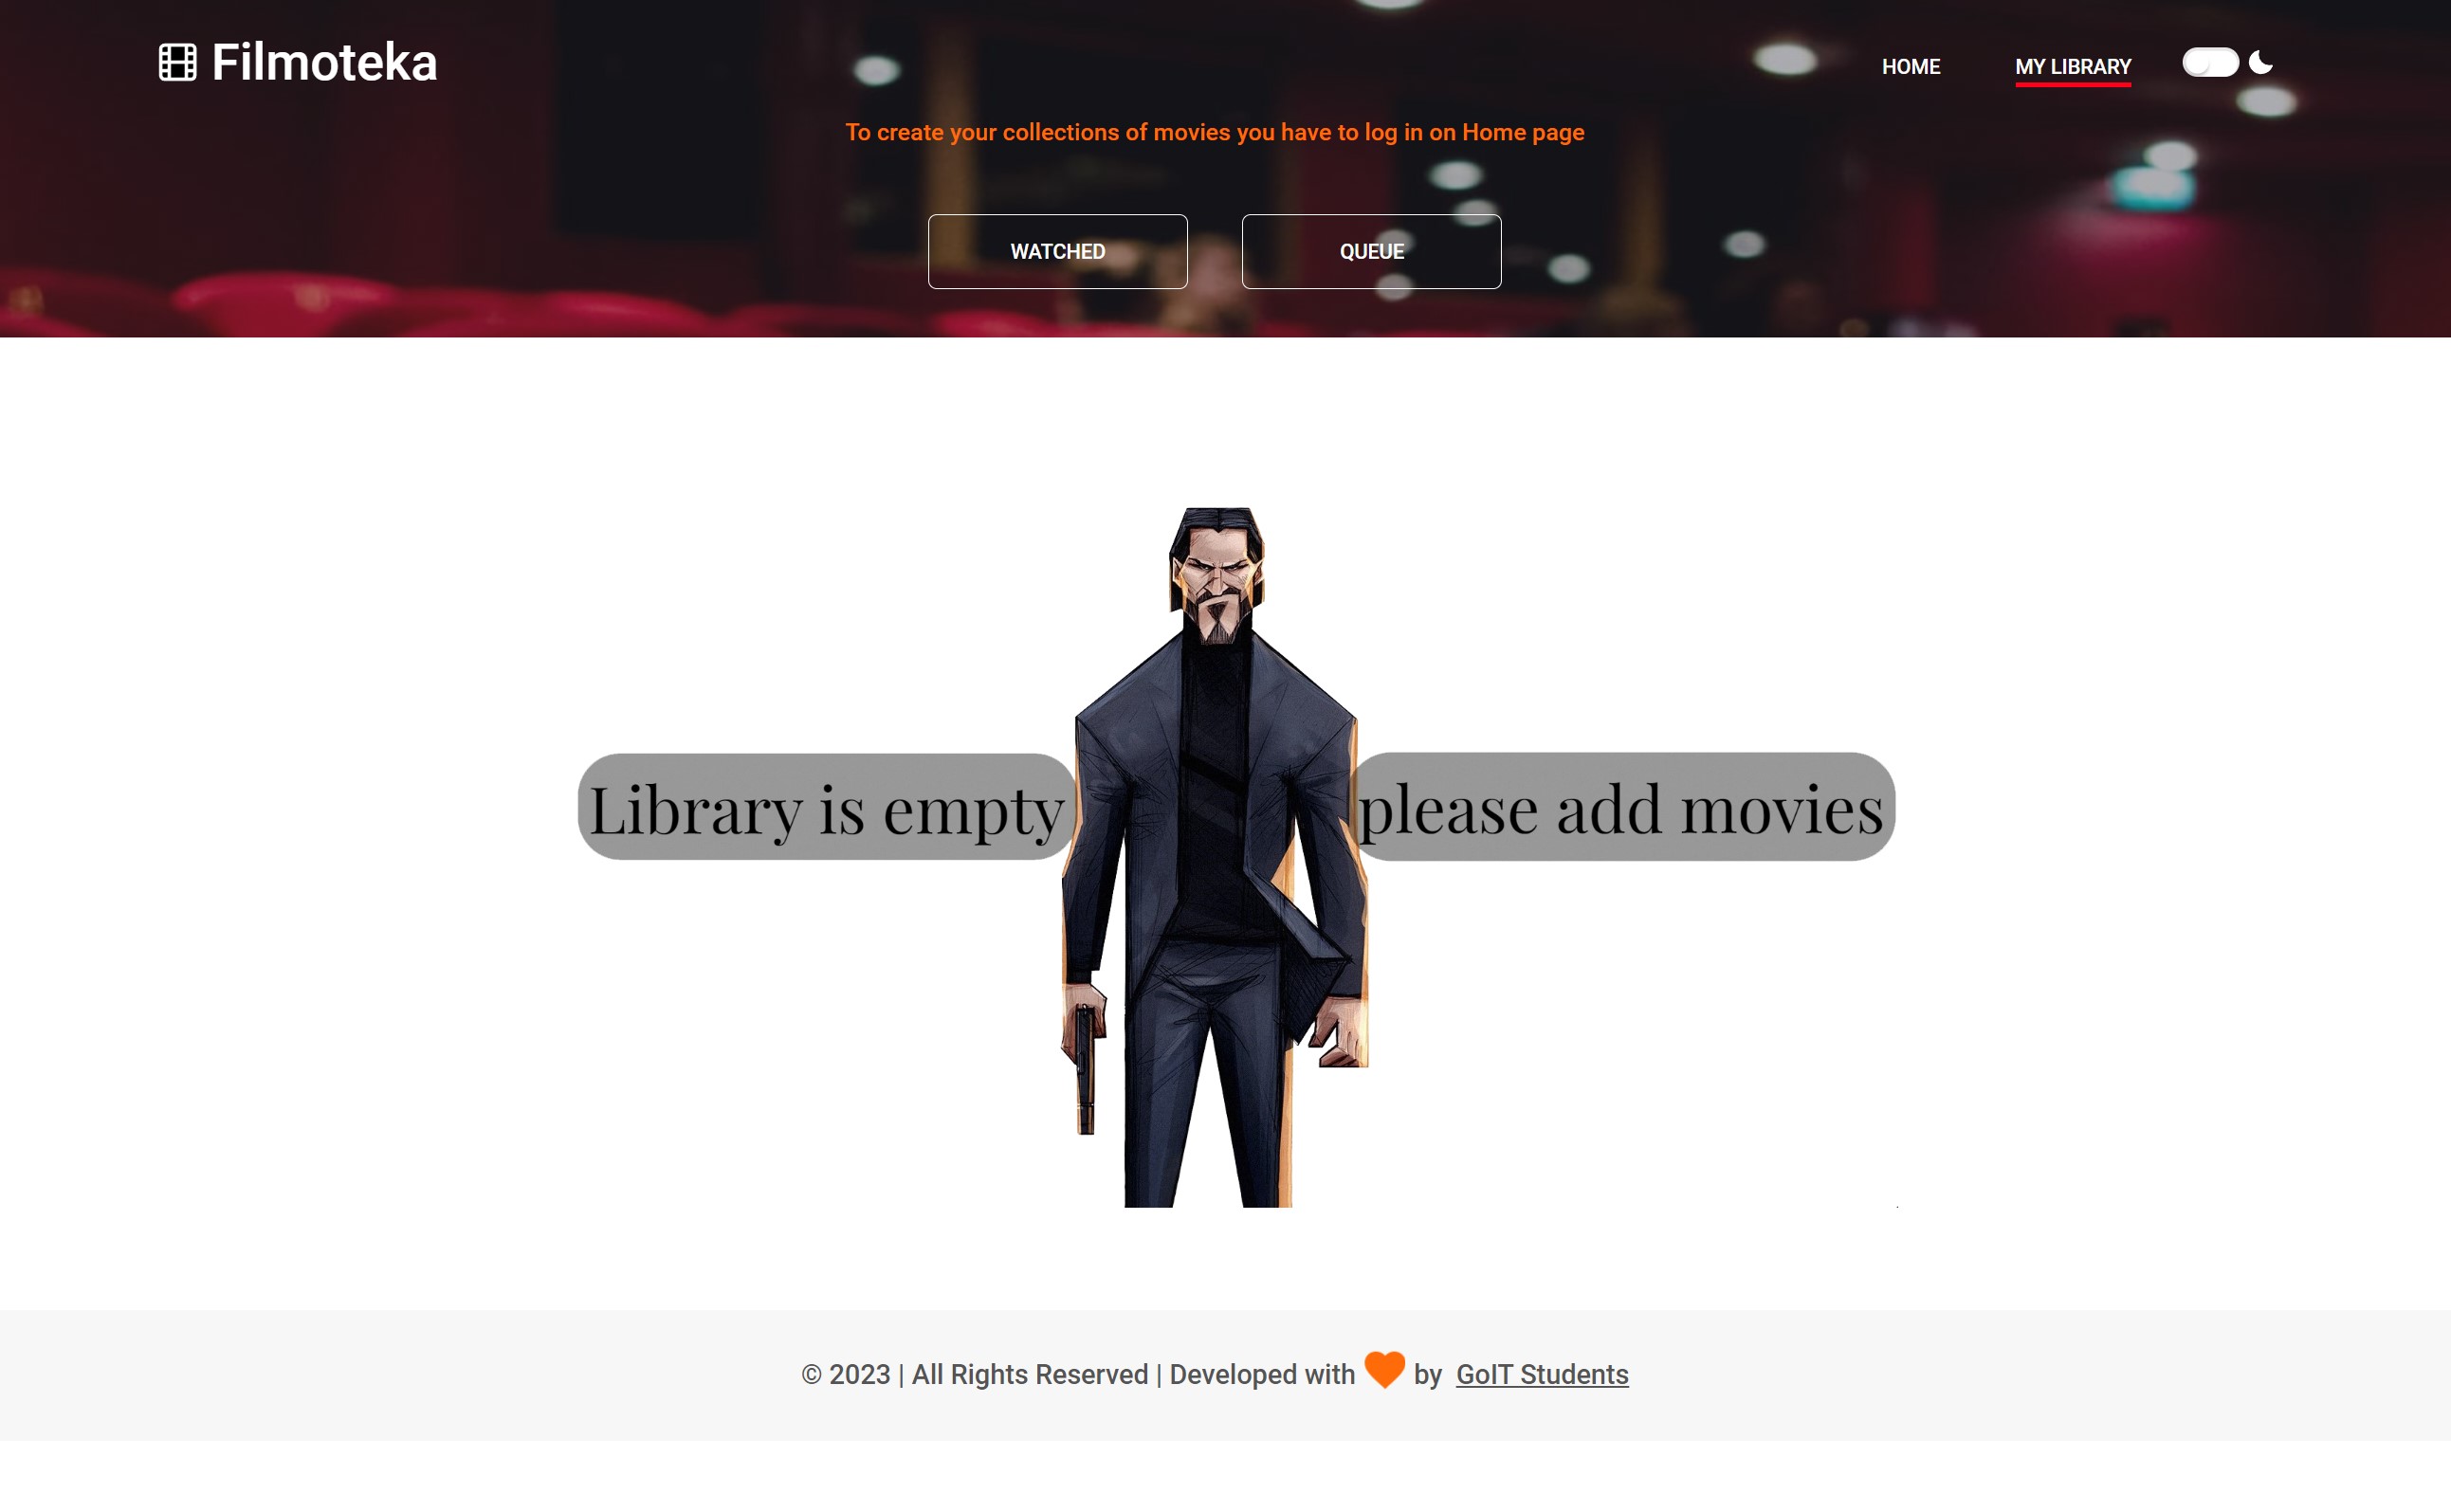 Filmoteka
HOME MY LIBRARY
To create your collections of movies you have to log in on Home page
WATCHED QUEUE
Library is empty please add movies
© 2023 | All Rights Reserved | Developed with by GoIT Students